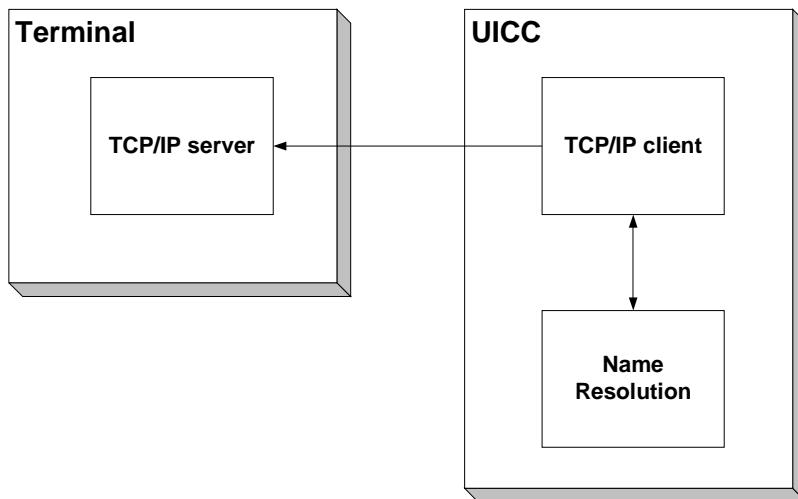 Terminal
UICC
TCP/IP server
TCP/IP client
Name
Resolution